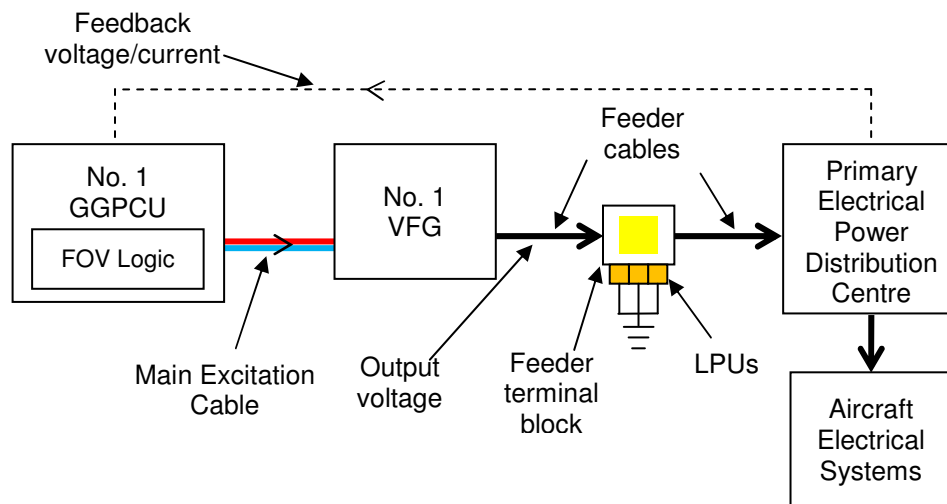 Feedback
voltage/current
Feeder
cables
No. 1
GGPCU
FOV Logic
No. 1
VFG
Primary
Electrical
Power
Distribution
Centre
Main Excitation
Cable
Output
voltage
Feeder
terminal
block
LPUs
Aircraft
Electrical
Systems